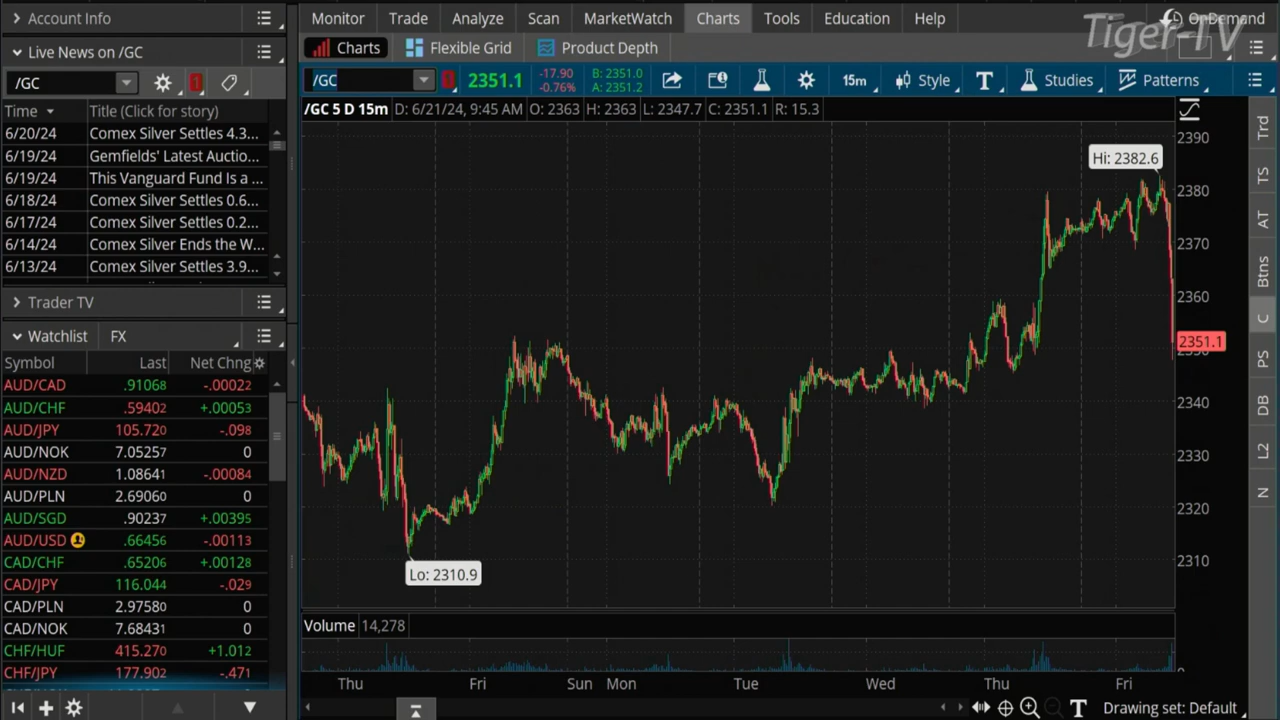 Account Info
Monitor Trade Analyze Scan MarketWatch Charts Tools Education Help OnDemand
Tiger-TV
Live News on /GC
Charts Flexible Grid Product Depth
/GC 1
/GC 2351.1 -17.90 -0.76% B: 2351.0 A: 2351.2 15m Style T Studies Patterns
Time Title (Click for story)
/GC 5 D 15m D: 6/21/24, 9:45 AM O: 2363 H: 2363 L: 2347.7 C: 2351.1 R: 15.3
6/20/24 Comex Silver Settles 4.3...
6/19/24 Gemfields' Latest Auctio...
6/19/24 This Vanguard Fund Is a ...
6/18/24 Comex Silver Settles 0.6...
6/17/24 Comex Silver Settles 0.2...
6/14/24 Comex Silver Ends the W...
6/13/24 Comex Silver Settles 3.9...
Trader TV
Watchlist FX
Symbol Last Net Chng
AUD/CAD .91068 -.00022
AUD/CHF .59402 +.00053
AUD/JPY 105.720 -.098
AUD/NOK 7.05257 0
AUD/NZD 1.08641 -.00084
AUD/PLN 2.69060 0
AUD/SGD .90237 +.00395
AUD/USD .66456 -.00113
CAD/CHF .65206 +.00128
CAD/JPY 116.044 -.029
CAD/PLN 2.97580 0
CAD/NOK 7.68431 0
CHF/HUF 415.270 +1.012
CHF/JPY 177.902 -.471
Hi: 2382.6
Lo: 2310.9
2390
2380
2370
2360
2351.1
2350
2340
2330
2320
2310
Volume 14,278
0
Thu Fri Sun Mon Tue Wed Thu Fri
T Drawing set: Default
Trd
TS
AT
Btns
C
PS
DB
L2
N